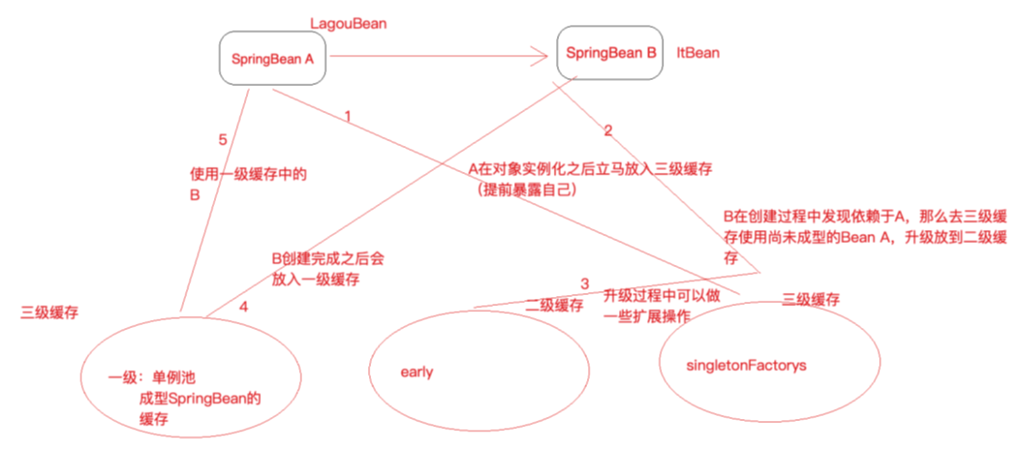 LagouBean
SpringBean A
SpringBean B
ItBean
1
2
5
使用一级缓存中的
B
A在对象实例化之后立马放入三级缓存
（提前暴露自己）
B在创建过程中发现依赖于A，那么去三级缓
存使用尚未成型的Bean A，升级放到二级缓
存
B创建完成之后会
放入一级缓存
3
4
三级缓存
二级缓存
升级过程中可以做
一些扩展操作
三级缓存
一级：单例池
成型SpringBean的
缓存
early
singletonFactorys